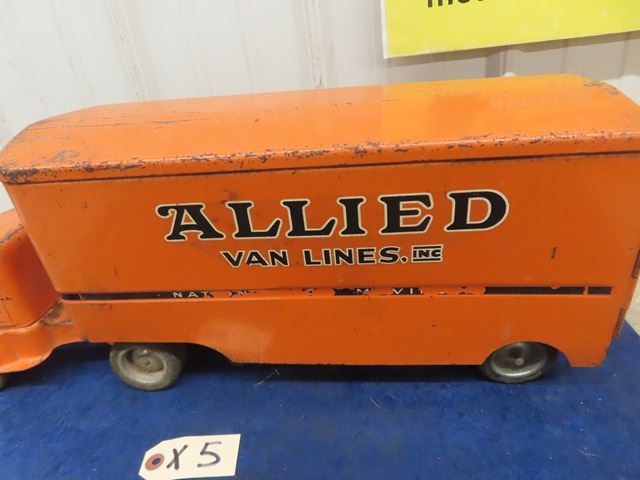 ALLIED
VAN LINES, INC
X5